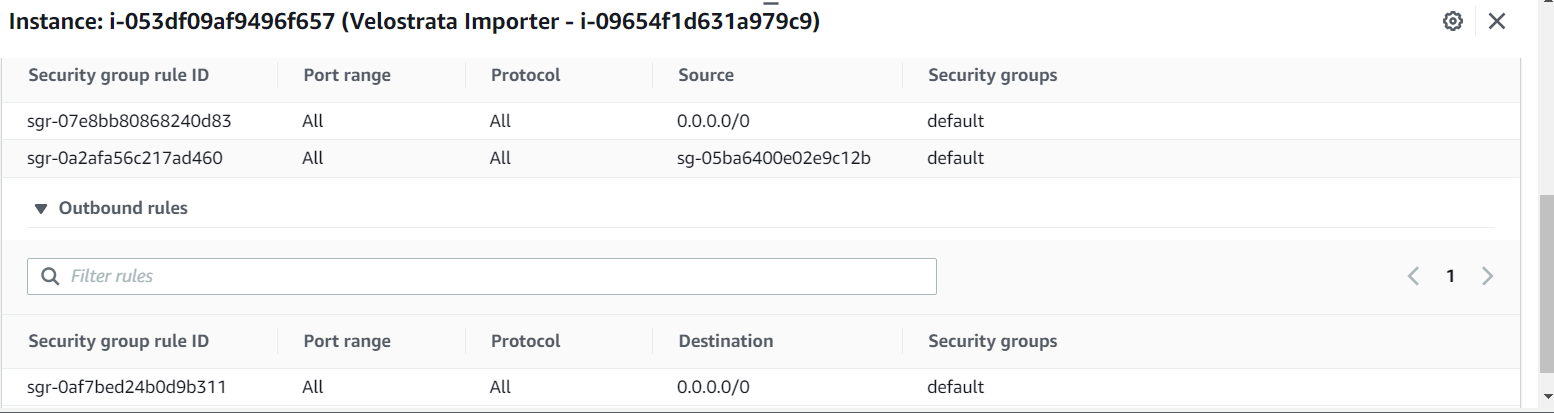 Instance: i-053df09af9496f657 (Velostrata Importer - i-09654f1d631a979c9)
Security group rule ID Port range Protocol Source Security groups
sgr-07e8bb80868240d83 All All 0.0.0.0/0 default
sgr-0a2afa56c217ad460 All All sg-05ba6400e02e9c12b default
Outbound rules
Filter rules 1
Security group rule ID Port range Protocol Destination Security groups
sgr-0af7bed24b0d9b311 All All 0.0.0.0/0 default